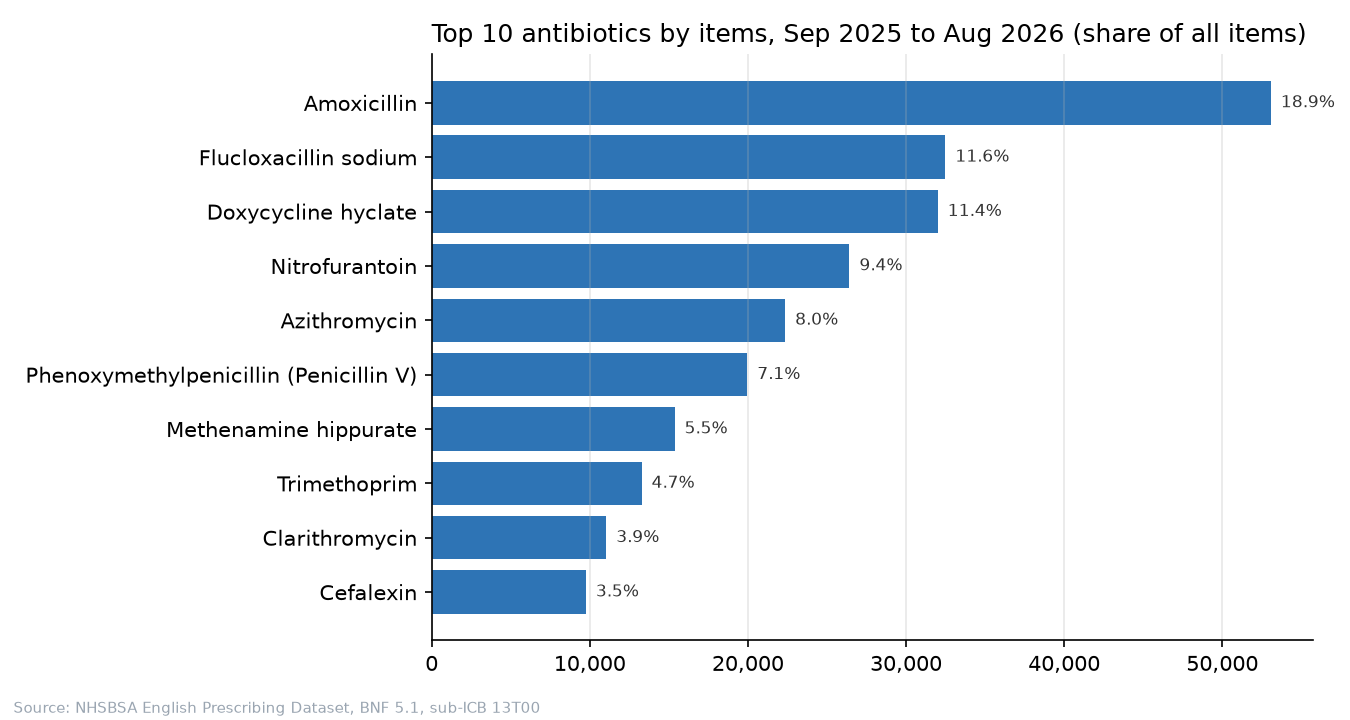 Top 10 antibiotics by items, Sep 2025 to Aug 2026 (share of all items)
Amoxicillin 18.9%
Flucloxacillin sodium 11.6%
Doxycycline hyclate 11.4%
Nitrofurantoin 9.4%
Azithromycin 8.0%
Phenoxymethylpenicillin (Penicillin V) 7.1%
Methenamine hippurate 5.5%
Trimethoprim 4.7%
Clarithromycin 3.9%
Cefalexin 3.5%
0 10,000 20,000 30,000 40,000 50,000
Source: NHSBSA English Prescribing Dataset, BNF 5.1, sub-ICB 13T00